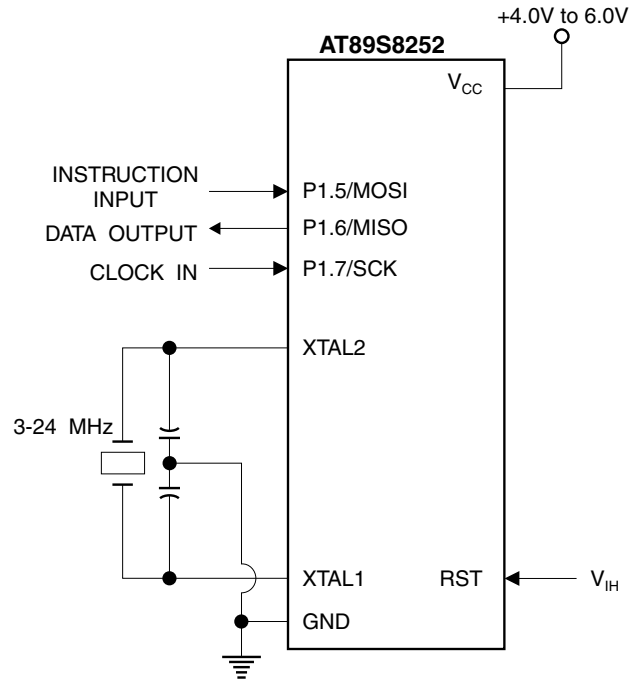 +4.0V to 6.0V
AT89S8252
VCC
INSTRUCTION
INPUT
P1.5/MOSI
DATA OUTPUT
P1.6/MISO
CLOCK IN
P1.7/SCK
XTAL2
3-24 MHz
XTAL1
RST
VIH
GND